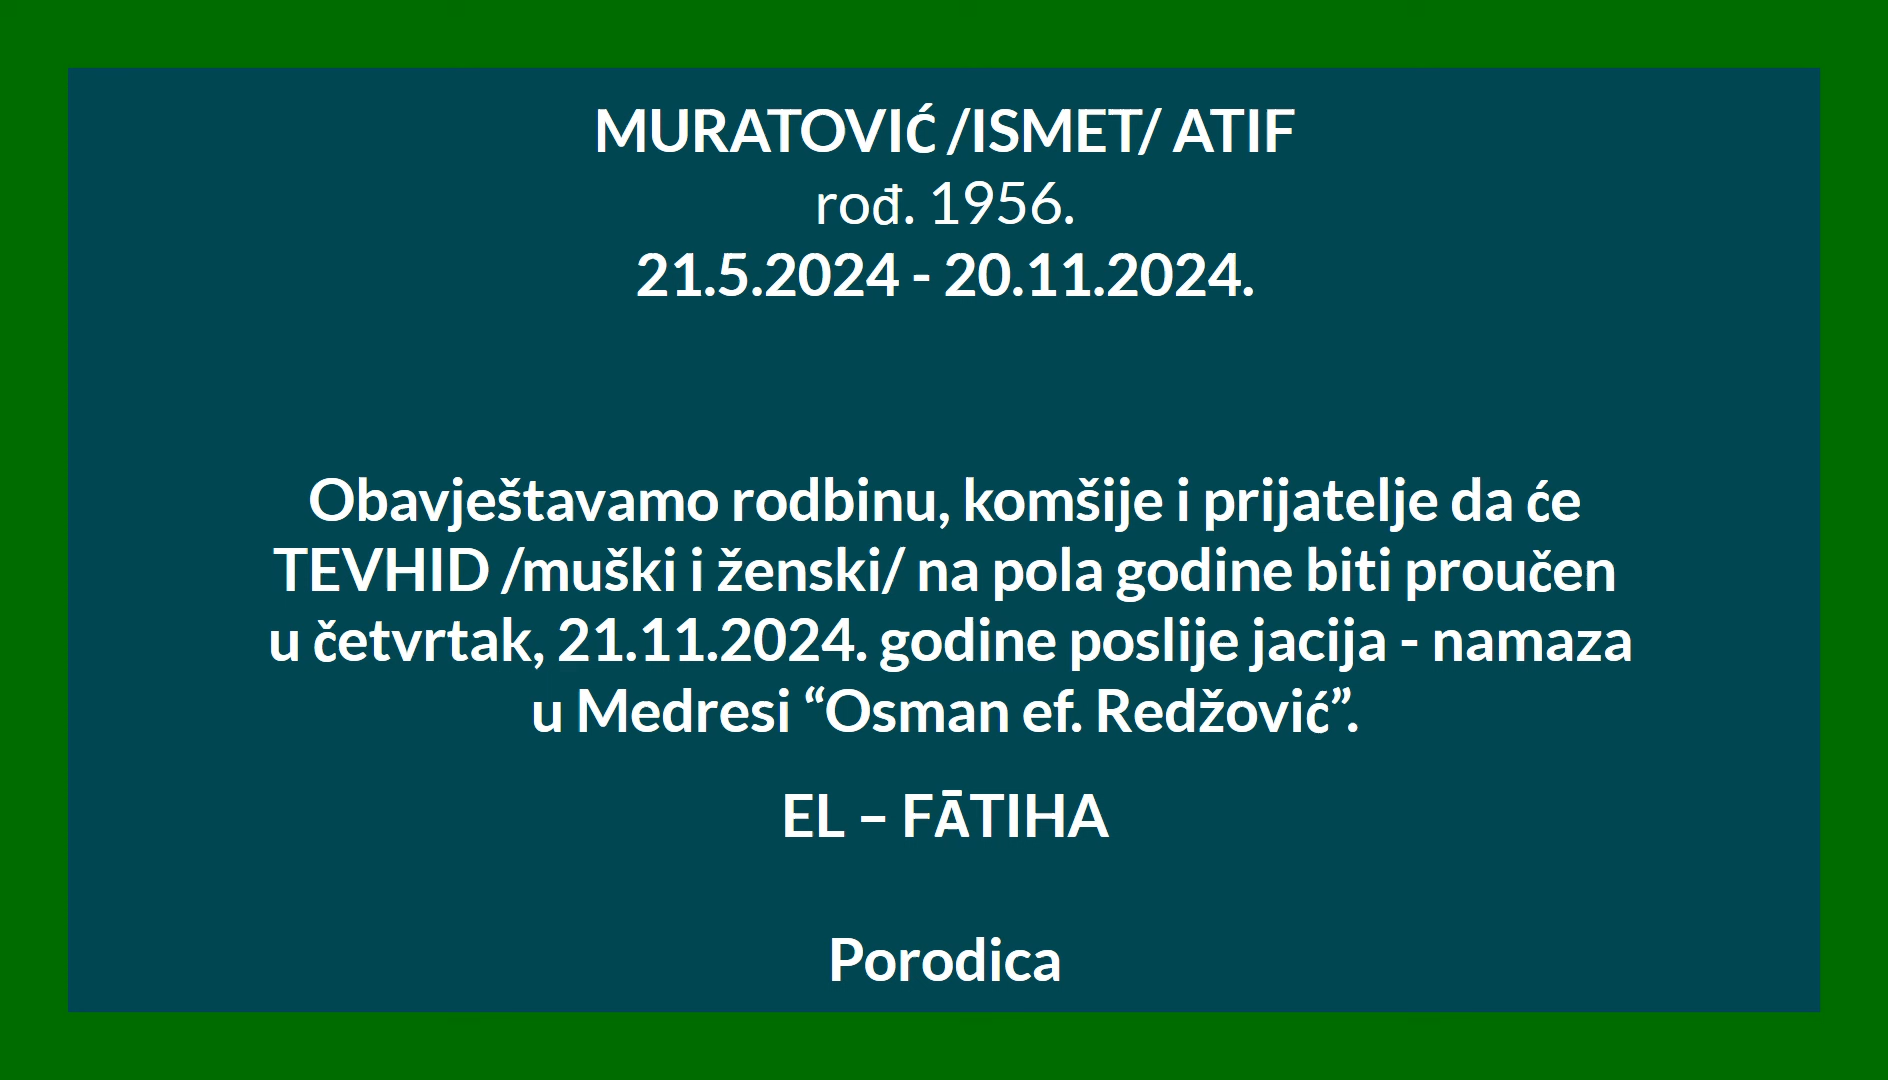 MURATOVIĆ /ISMET/ ATIF
rođ. 1956.
21.5.2024 - 20.11.2024.
Obavještavamo rodbinu, komšije i prijatelje da će
TEVHID /muški i ženski/ na pola godine biti proučen
u četvrtak, 21.11.2024. godine poslije jacija - namaza
u Medresi “Osman ef. Redžović”.
EL – FĀTIHA
Porodica